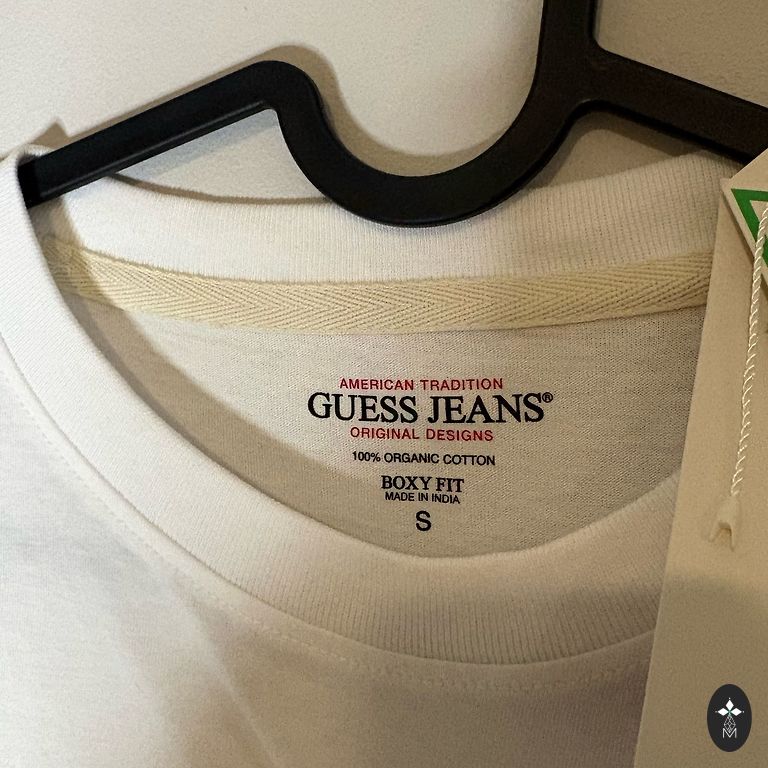 AMERICAN TRADITION
GUESS JEANS®
ORIGINAL DESIGNS
100% ORGANIC COTTON
BOXY FIT
MADE IN INDIA
S
M